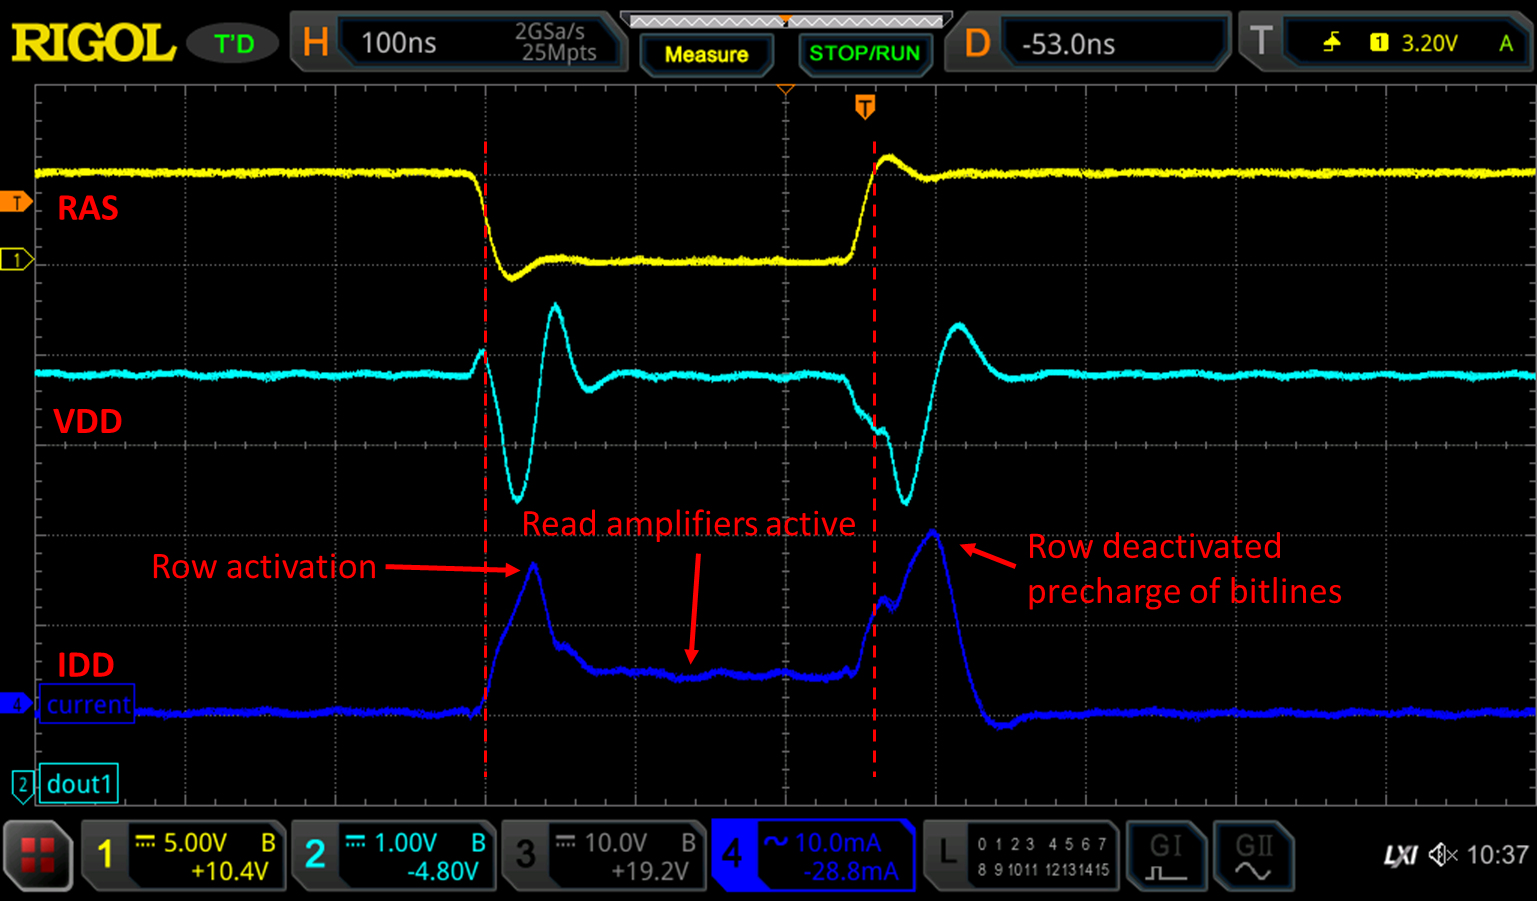 RIGOL T'D H 100ns 2GSa/s 25Mpts Measure STOP/RUN D -53.0ns T 1 3.20V A
T
T
RAS
1
VDD
Read amplifiers active
Row activation
Row deactivated
precharge of bitlines
IDD
4 current
2 dout1
1 5.00V B +10.4V 2 1.00V B -4.80V 3 10.0V B +19.2V 4 10.0mA -28.8mA L 0 1 2 3 4 5 6 7 8 9 10 11 12 13 14 15 GI GII LXI 10:37